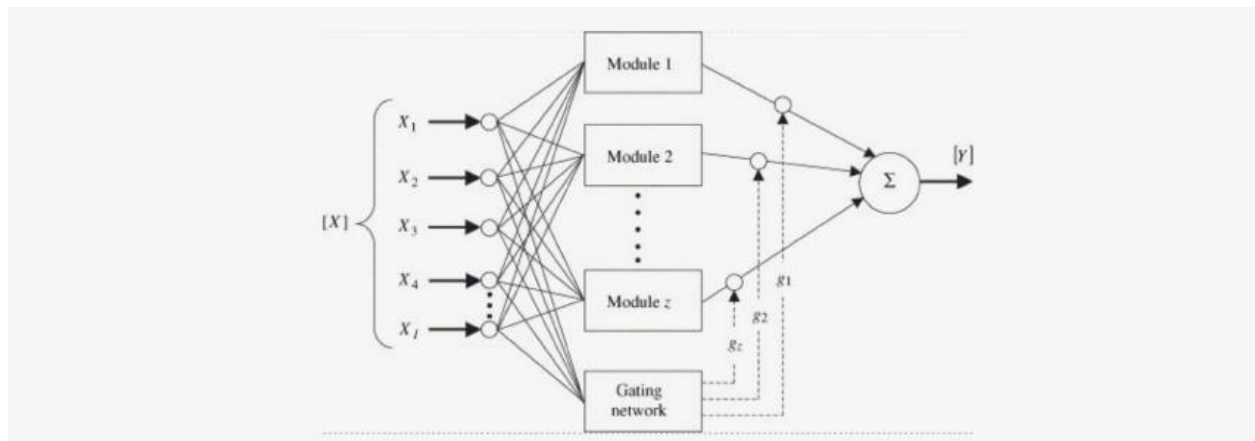 Module 1
X1
Module 2
[Y]
X2
Σ
[X]
X3
X4
Module z
g1
g2
XI
gz
Gating
network